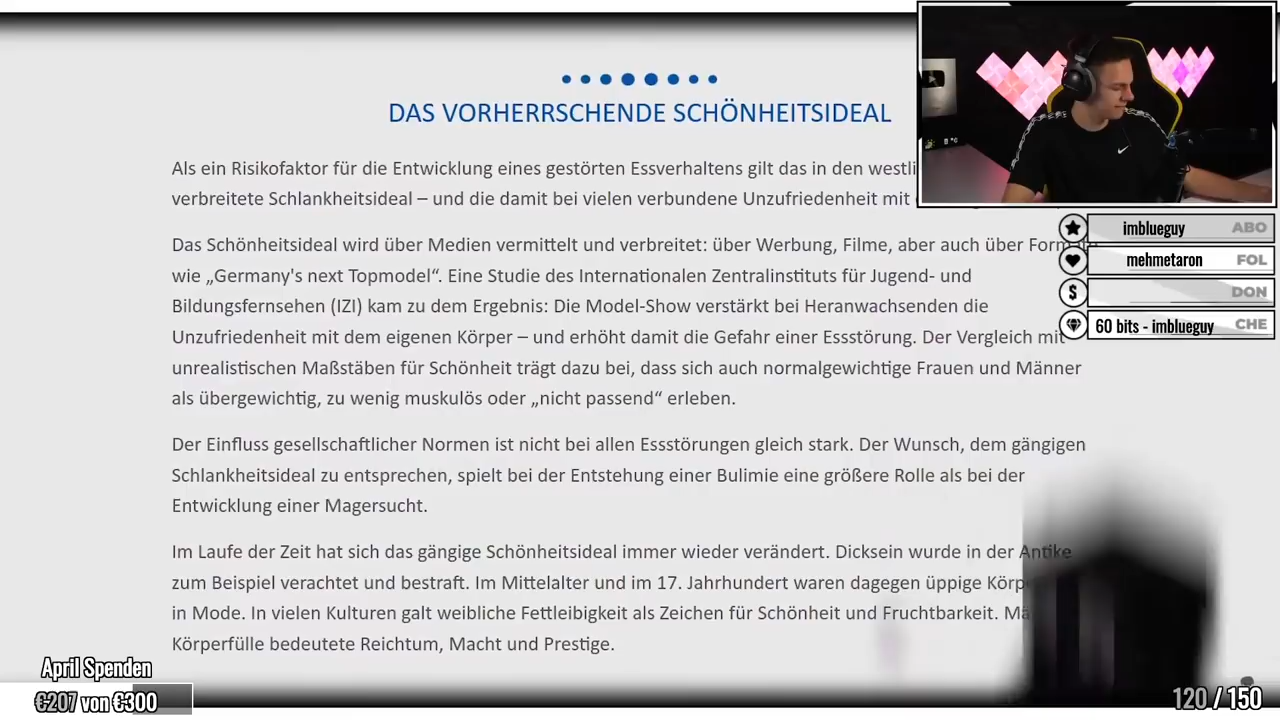 DAS VORHERRSCHENDE SCHÖNHEITSIDEAL
Als ein Risikofaktor für die Entwicklung eines gestörten Essverhaltens gilt das in den
verbreitete Schlankheitsideal – und die damit bei vielen verbundene Unzufriedenheit mit
Das Schönheitsideal wird über Medien vermittelt und verbreitet: über Werbung, Filme, aber auch über
wie „Germany's next Topmodel“. Eine Studie des Internationalen Zentralinstituts für Jugend- und
Bildungsfernsehen (IZI) kam zu dem Ergebnis: Die Model-Show verstärkt bei Heranwachsenden die
Unzufriedenheit mit dem eigenen Körper – und erhöht damit die Gefahr einer Essstörung. Der Vergleich mit
unrealistischen Maßstäben für Schönheit trägt dazu bei, dass sich auch normalgewichtige Frauen und Männer
als übergewichtig, zu wenig muskulös oder „nicht passend“ erleben.
Der Einfluss gesellschaftlicher Normen ist nicht bei allen Essstörungen gleich stark. Der Wunsch, dem gängigen
Schlankheitsideal zu entsprechen, spielt bei der Entstehung einer Bulimie eine größere Rolle als bei der
Entwicklung einer Magersucht.
Im Laufe der Zeit hat sich das gängige Schönheitsideal immer wieder verändert. Dicksein wurde in der Antike
zum Beispiel verachtet und bestraft. Im Mittelalter und im 17. Jahrhundert waren dagegen üppige
in Mode. In vielen Kulturen galt weibliche Fettleibigkeit als Zeichen für Schönheit und Fruchtbarkeit.
Körperfülle bedeutete Reichtum, Macht und Prestige.
imblueguy ABO
mehmetaron FOL
$ DON
60 bits - imblueguy CHE
April Spenden
€207 von €300
120 / 150